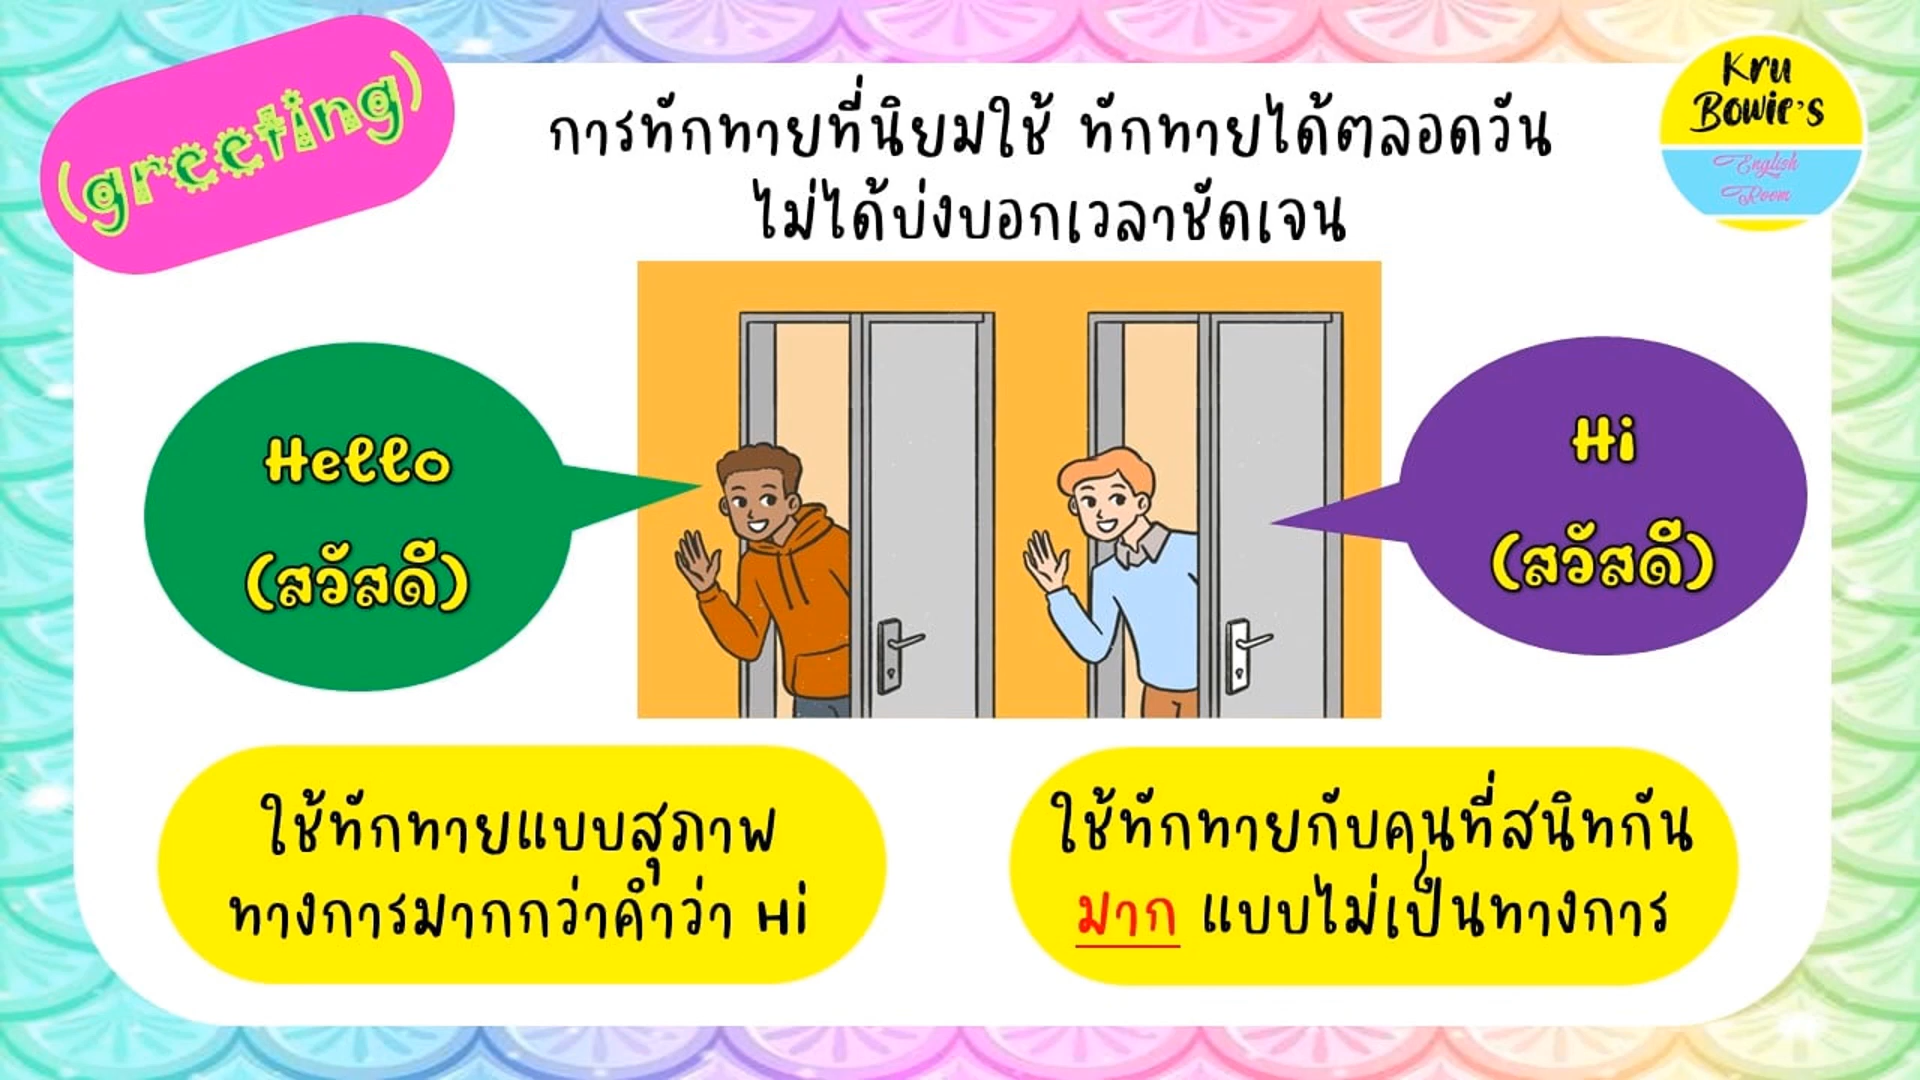 (greeting)
การทักทายที่นิยมใช้ ทักทายได้ตลอดวัน
ไม่ได้บ่งบอกเวลาชัดเจน
Kru
Bowie's
English
Room
Hello
(สวัสดี)
Hi
(สวัสดี)
ใช้ทักทายแบบสุภาพ
ทางการมากกว่าคำว่า Hi
ใช้ทักทายกับคนที่สนิทกัน
มาก แบบไม่เป็นทางการ